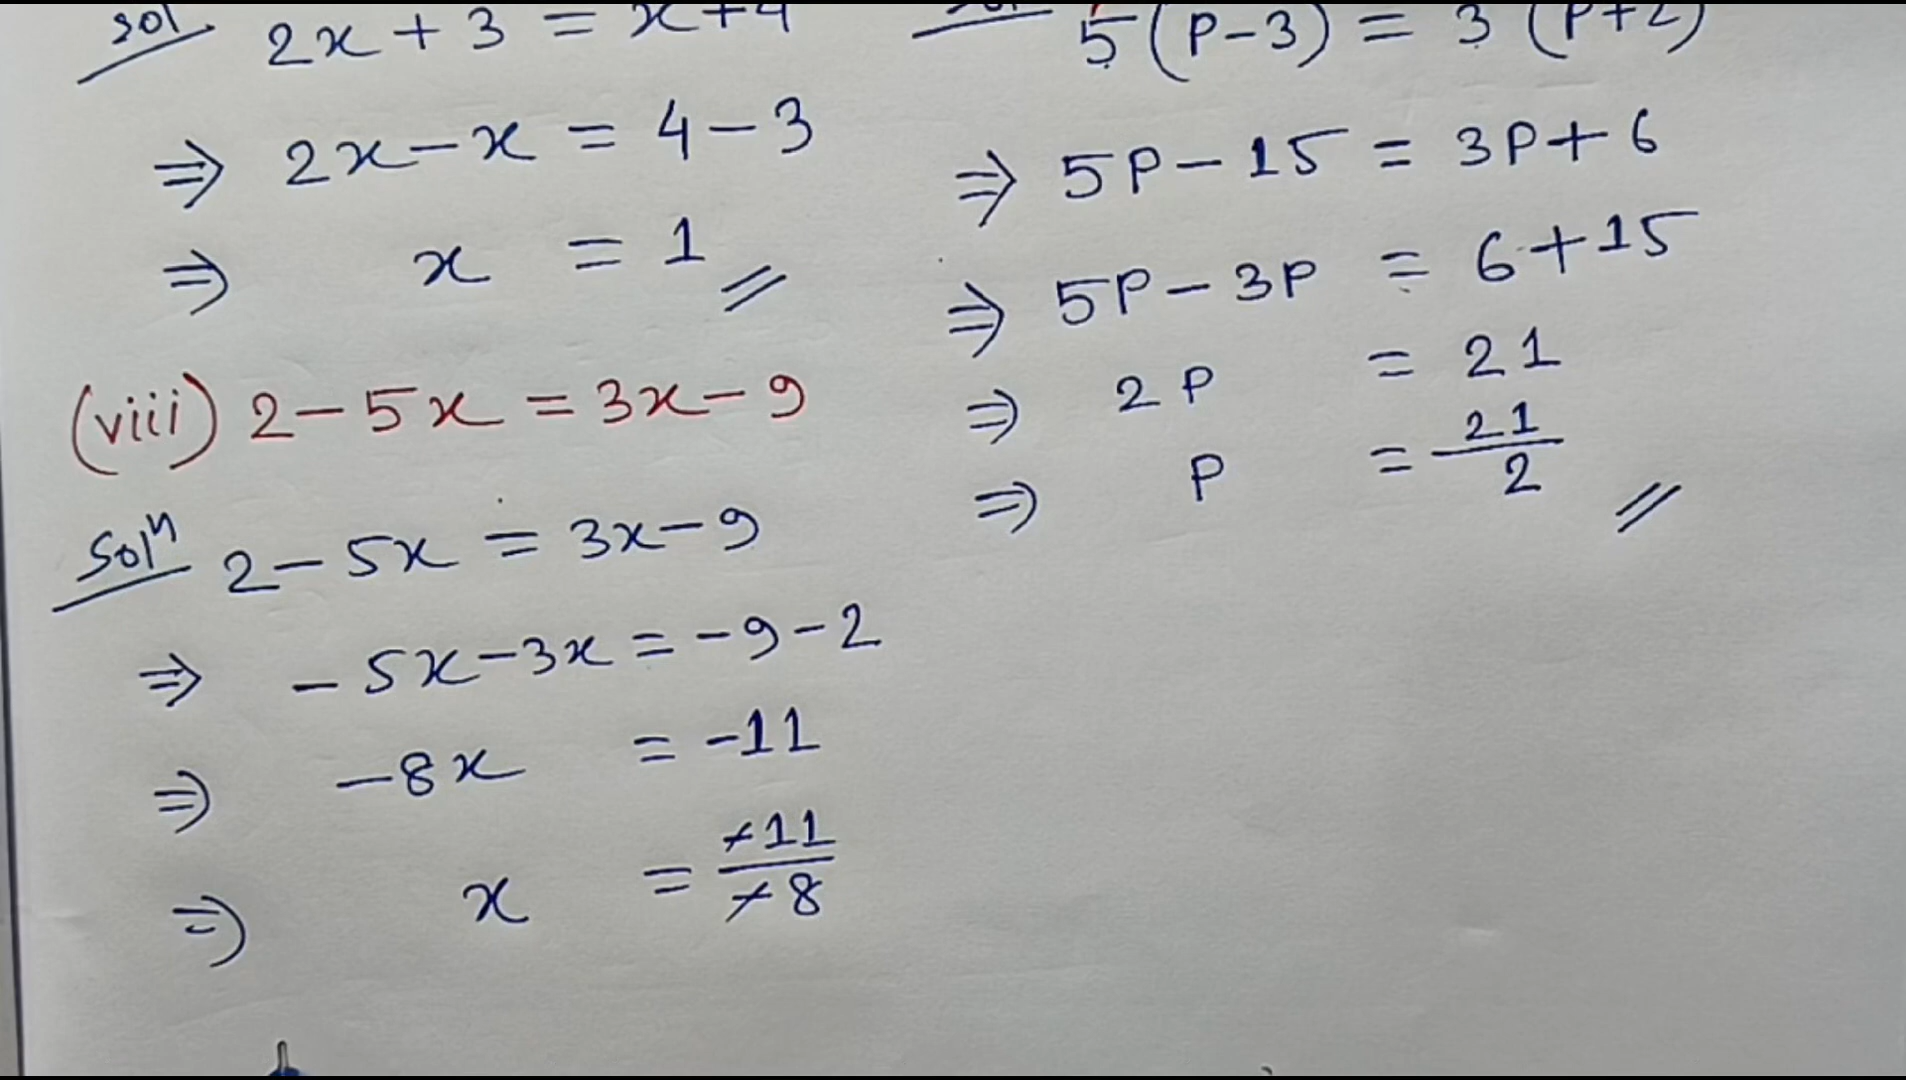 sol 2x + 3 = x + 4
⇒ 2x - x = 4 - 3
⇒ x = 1
(viii) 2 - 5x = 3x - 9
Solⁿ 2 - 5x = 3x - 9
⇒ - 5x - 3x = -9 - 2
⇒ -8x = -11
⇒ x = -11/-8
5(P-3) = 3(P+2)
⇒ 5P - 15 = 3P + 6
⇒ 5P - 3P = 6 + 15
⇒ 2P = 21
⇒ P = 21/2